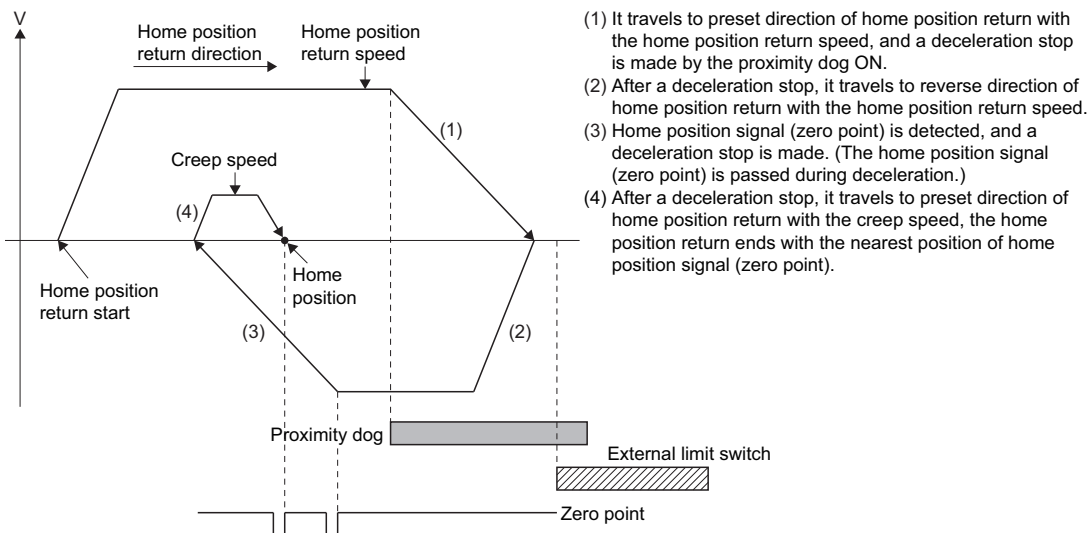 V
Home position
return direction
Home position
return speed
(1)
Creep speed
(4)
Home position
return start
Home
position
(3)
(2)
Proximity dog
External limit switch
Zero point
(1) It travels to preset direction of home position return with
the home position return speed, and a deceleration stop
is made by the proximity dog ON.
(2) After a deceleration stop, it travels to reverse direction of
home position return with the home position return speed.
(3) Home position signal (zero point) is detected, and a
deceleration stop is made. (The home position signal
(zero point) is passed during deceleration.)
(4) After a deceleration stop, it travels to preset direction of
home position return with the creep speed, the home
position return ends with the nearest position of home
position signal (zero point).